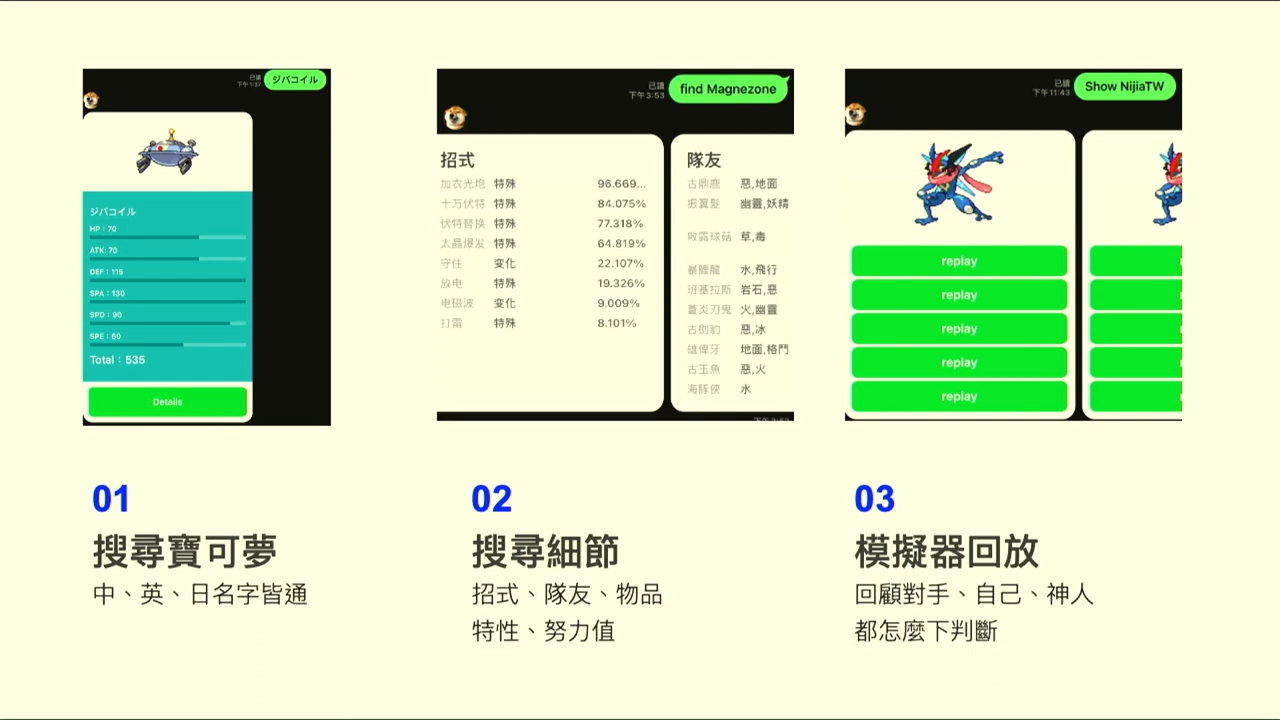 已讀
下午1:37
ジバコイル
ジバコイル
HP：70
ATK: 70
DEF：115
SPA：130
SPD：90
SPE：60
Total：535
Details
已讀
下午3:53
find Magnezone
招式
加农光炮 特殊 96.669...
十万伏特 特殊 84.075%
伏特替换 特殊 77.318%
太晶爆发 特殊 64.819%
守住 变化 22.107%
放电 特殊 19.326%
电磁波 变化 9.009%
打雷 特殊 8.101%
隊友
古鼎鹿 惡,地面
振翼髮 幽靈,妖精
敗露球菇 草,毒
暴鯉龍 水,飛行
班基拉斯 岩石,惡
蒼炎刃鬼 火,幽靈
古劍豹 惡,冰
雄偉牙 地面,格鬥
古玉魚 惡,火
海豚俠 水
已讀
下午11:43
Show NijiaTW
replay
replay
replay
replay
replay
01
搜尋寶可夢
中、英、日名字皆通
02
搜尋細節
招式、隊友、物品
特性、努力值
03
模擬器回放
回顧對手、自己、神人
都怎麼下判斷